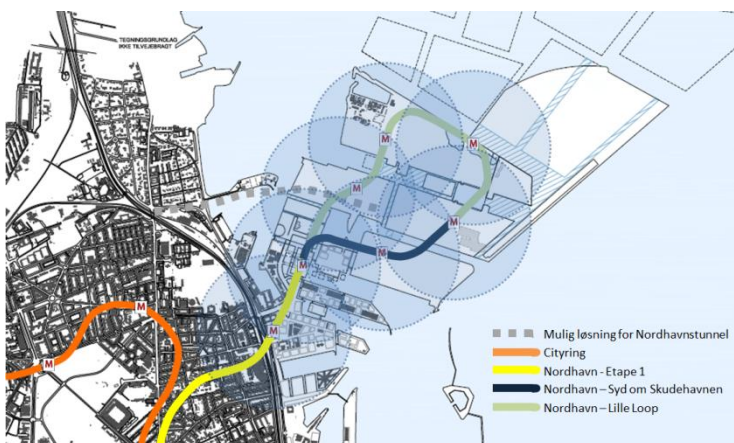 TEGNINGSGRUNDLAG
IKKE TILVEJEBRAGT
M
M
M
M
M
M
M
M
M
Mulig løsning for Nordhavnstunnel
Cityring
Nordhavn - Etape 1
Nordhavn – Syd om Skudehavnen
Nordhavn – Lille Loop